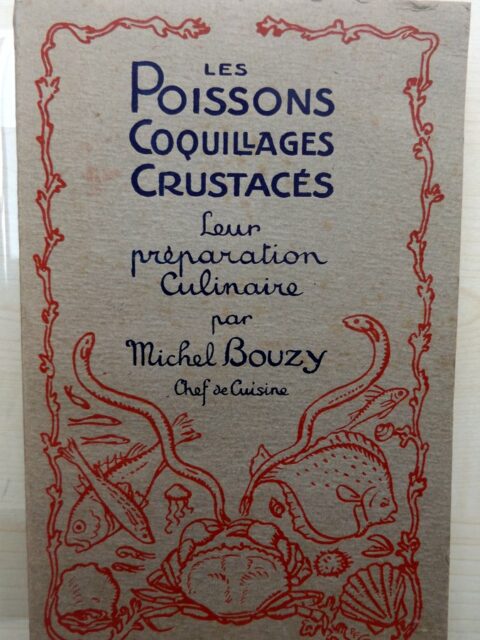 LES
POISSONS
COQUILLAGES
CRUSTACÉS
Leur
préparation
Culinaire
par
Michel BOUZY
Chef de Cuisine